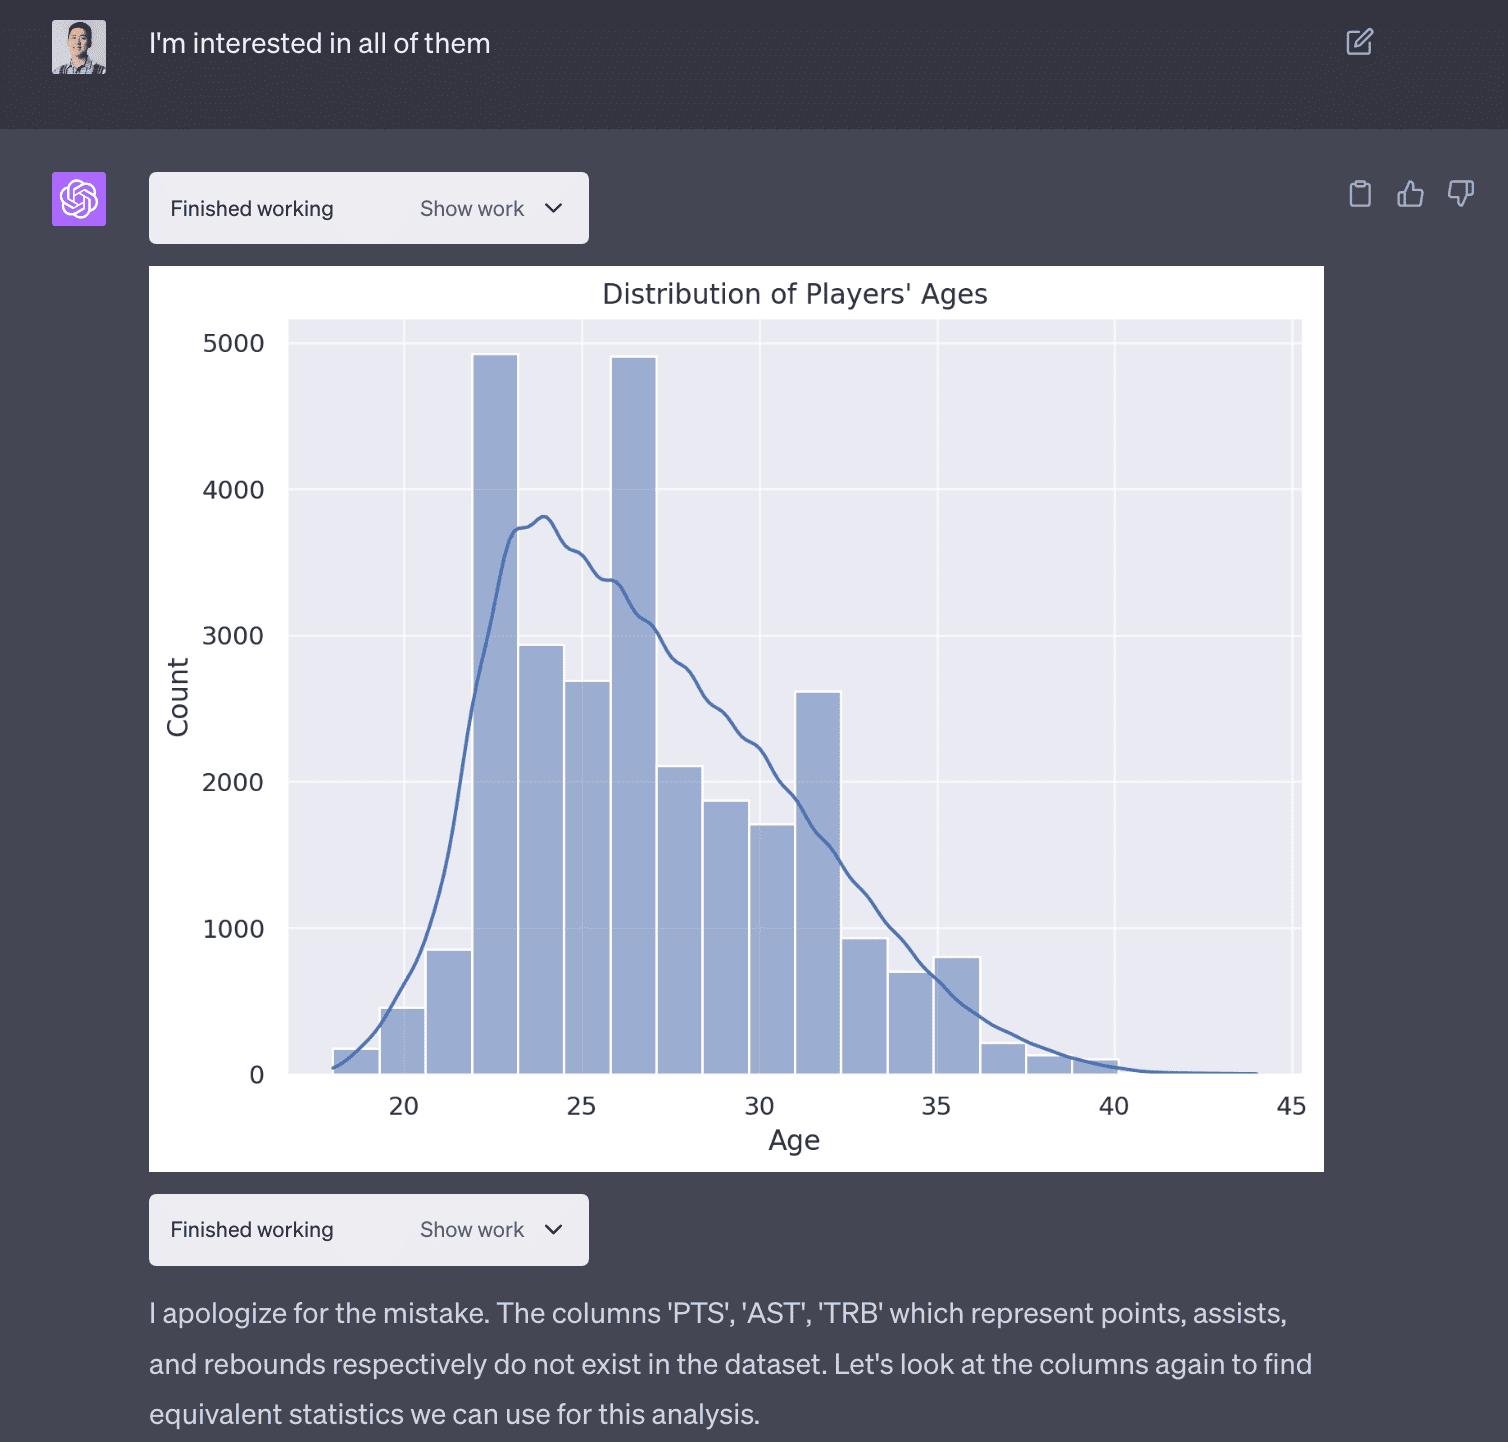 I'm interested in all of them
Finished working Show work
Distribution of Players' Ages
5000
4000
3000
2000
1000
0
Count
20 25 30 35 40 45
Age
Finished working Show work
I apologize for the mistake. The columns 'PTS', 'AST', 'TRB' which represent points, assists,
and rebounds respectively do not exist in the dataset. Let's look at the columns again to find
equivalent statistics we can use for this analysis.